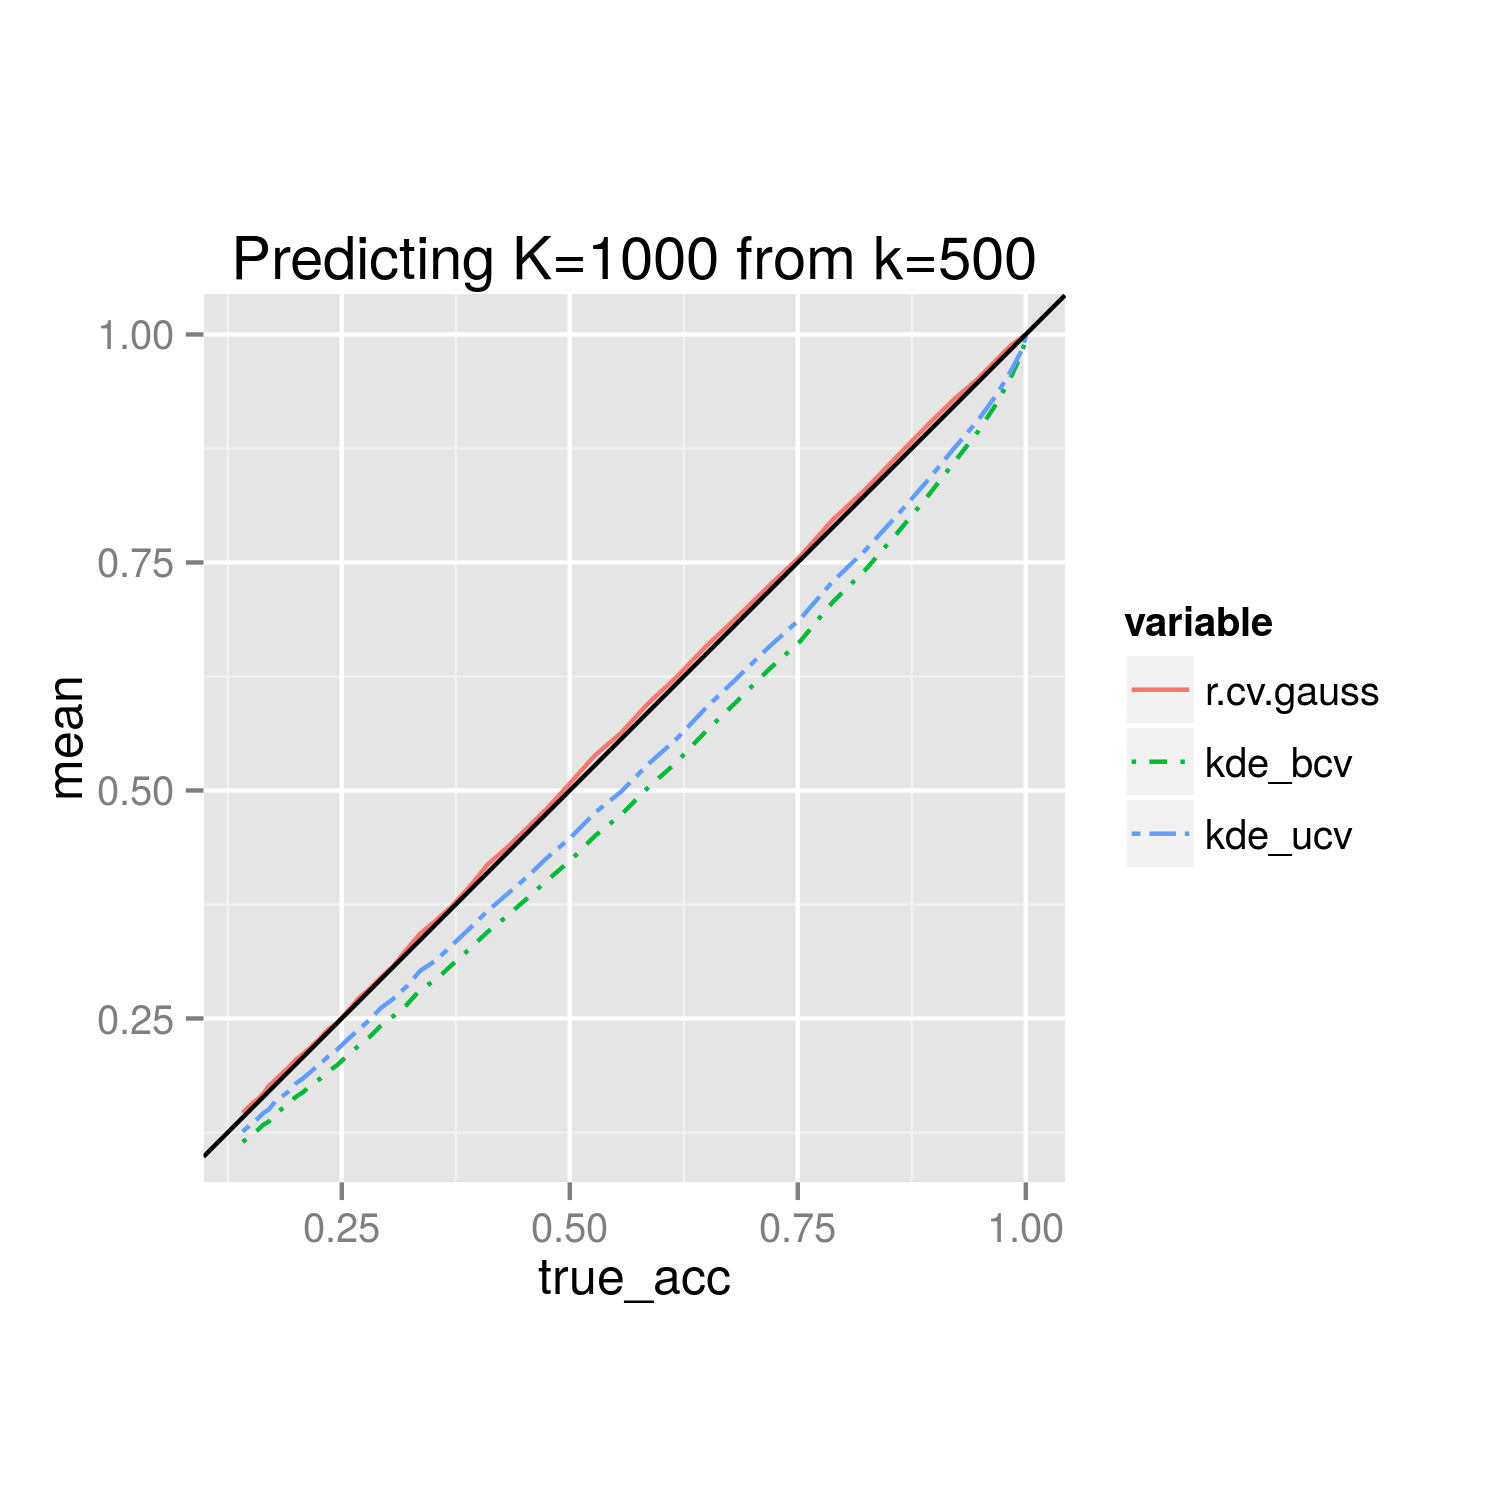 Predicting K=1000 from k=500
1.00
0.75
0.50
0.25
mean
0.25 0.50 0.75 1.00
true_acc
variable
r.cv.gauss
kde_bcv
kde_ucv